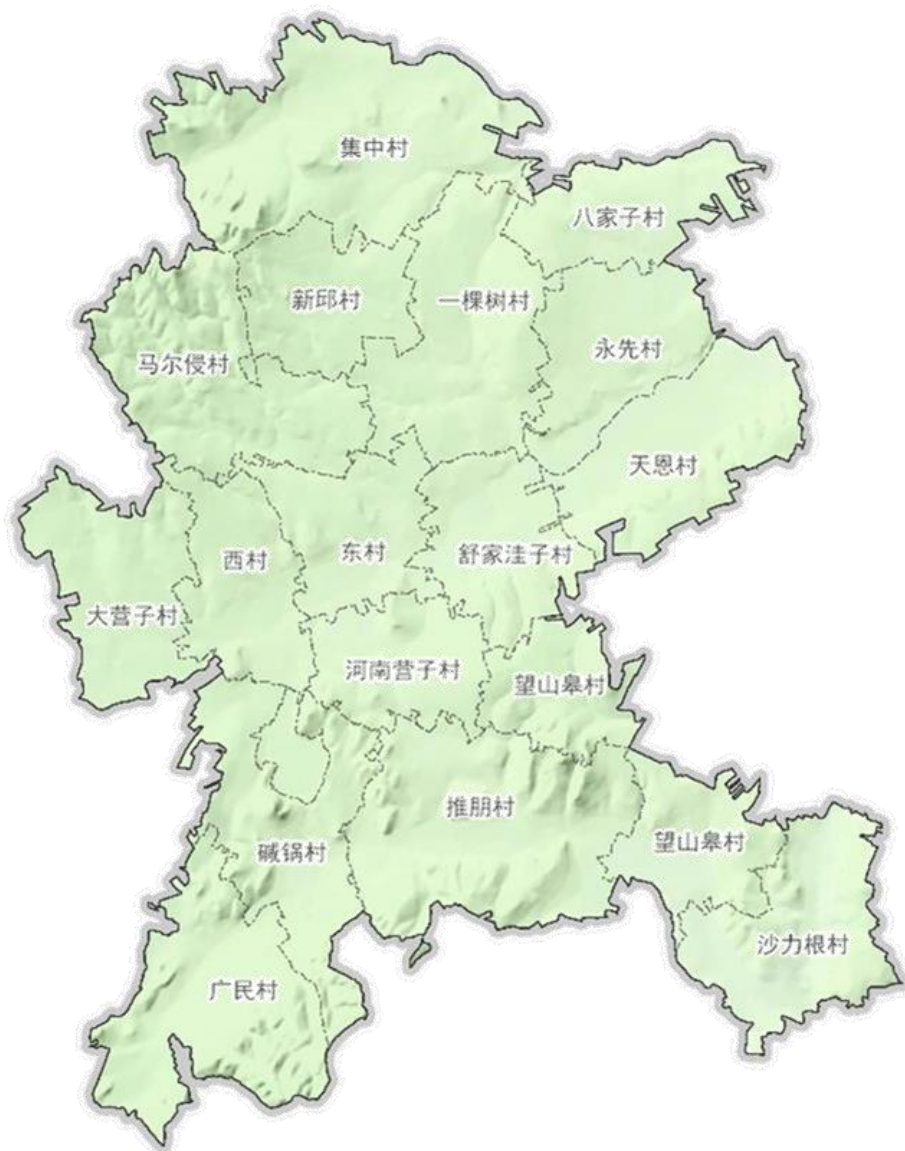 集中村
八家子村
新邱村
一棵树村
永先村
马尔侵村
天恩村
西村
东村
舒家洼子村
大营子村
河南营子村
望山皋村
推朋村
碱锅村
望山皋村
沙力根村
广民村